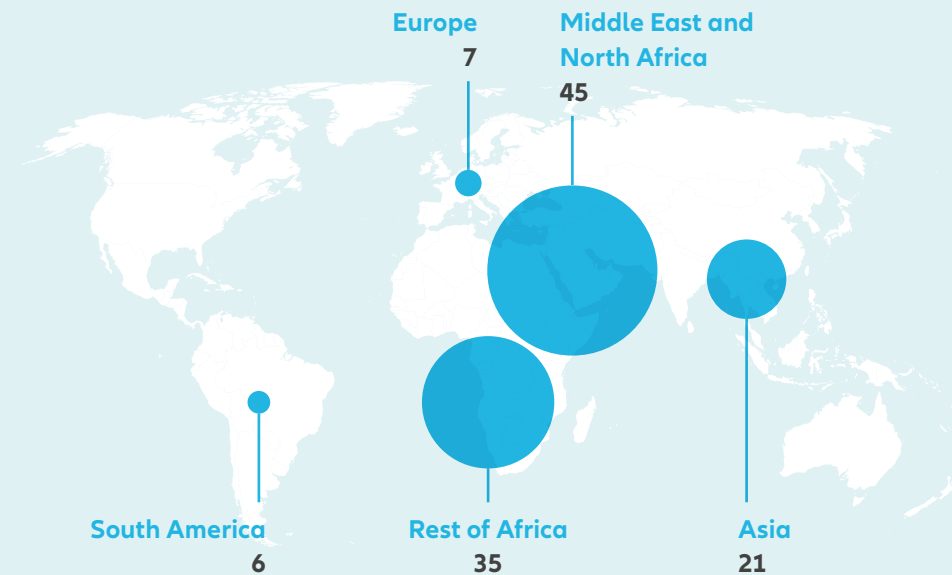 Europe
7
Middle East and
North Africa
45
South America
6
Rest of Africa
35
Asia
21